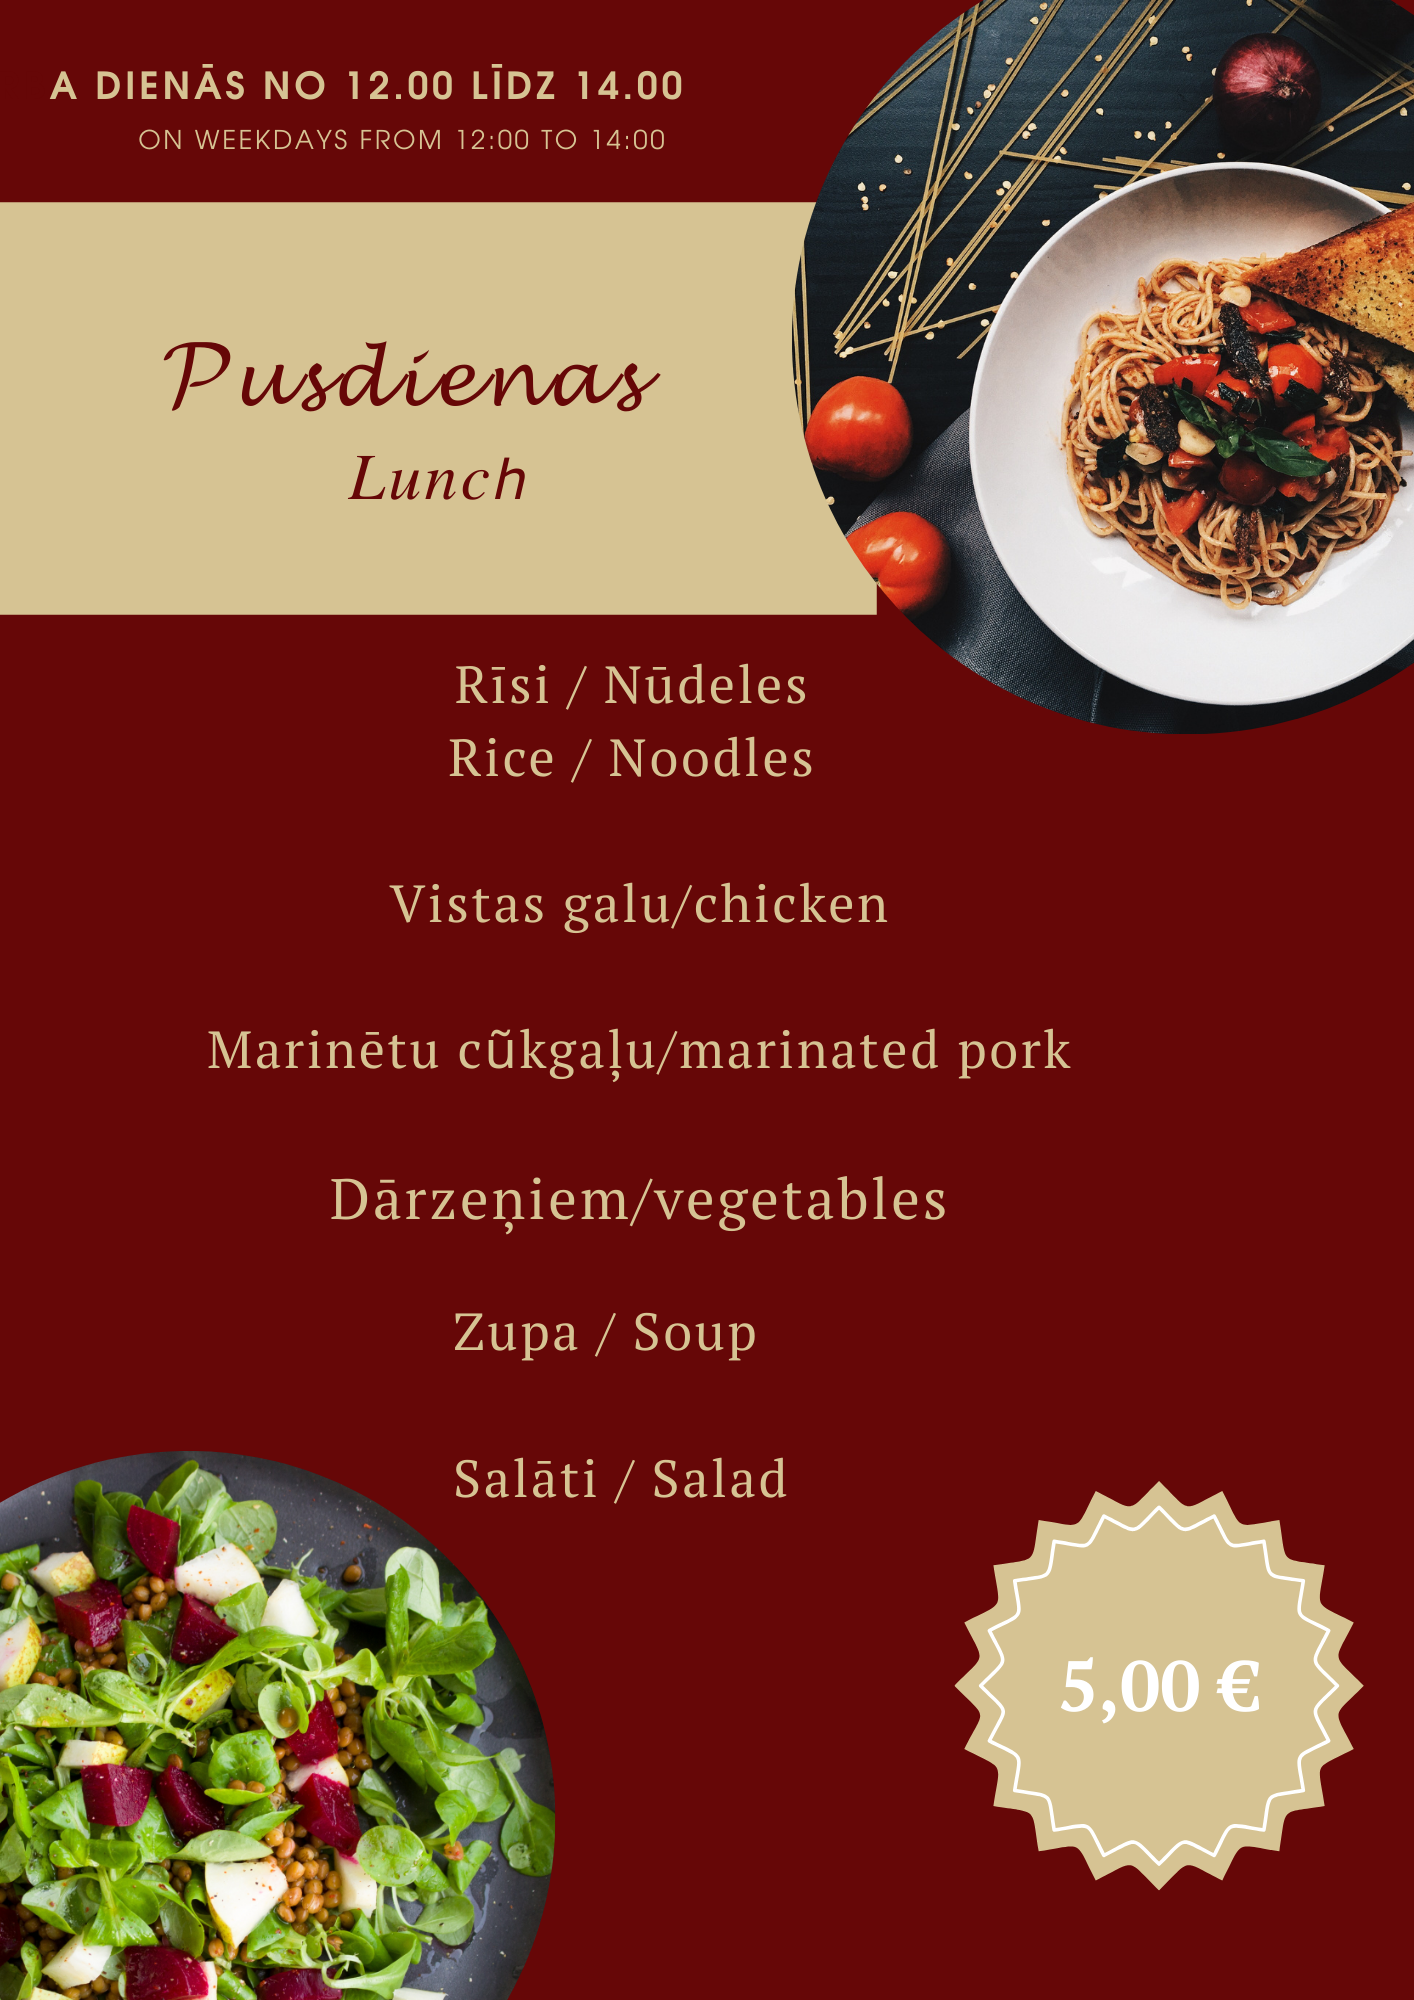 A DIENĀS NO 12.00 LĪDZ 14.00
ON WEEKDAYS FROM 12:00 TO 14:00
Pusdienas
Lunch
Rīsi / Nūdeles
Rice / Noodles
Vistas galu/chicken
Marinētu cũkgaļu/marinated pork
Dārzeņiem/vegetables
Zupa / Soup
Salāti / Salad
5,00 €